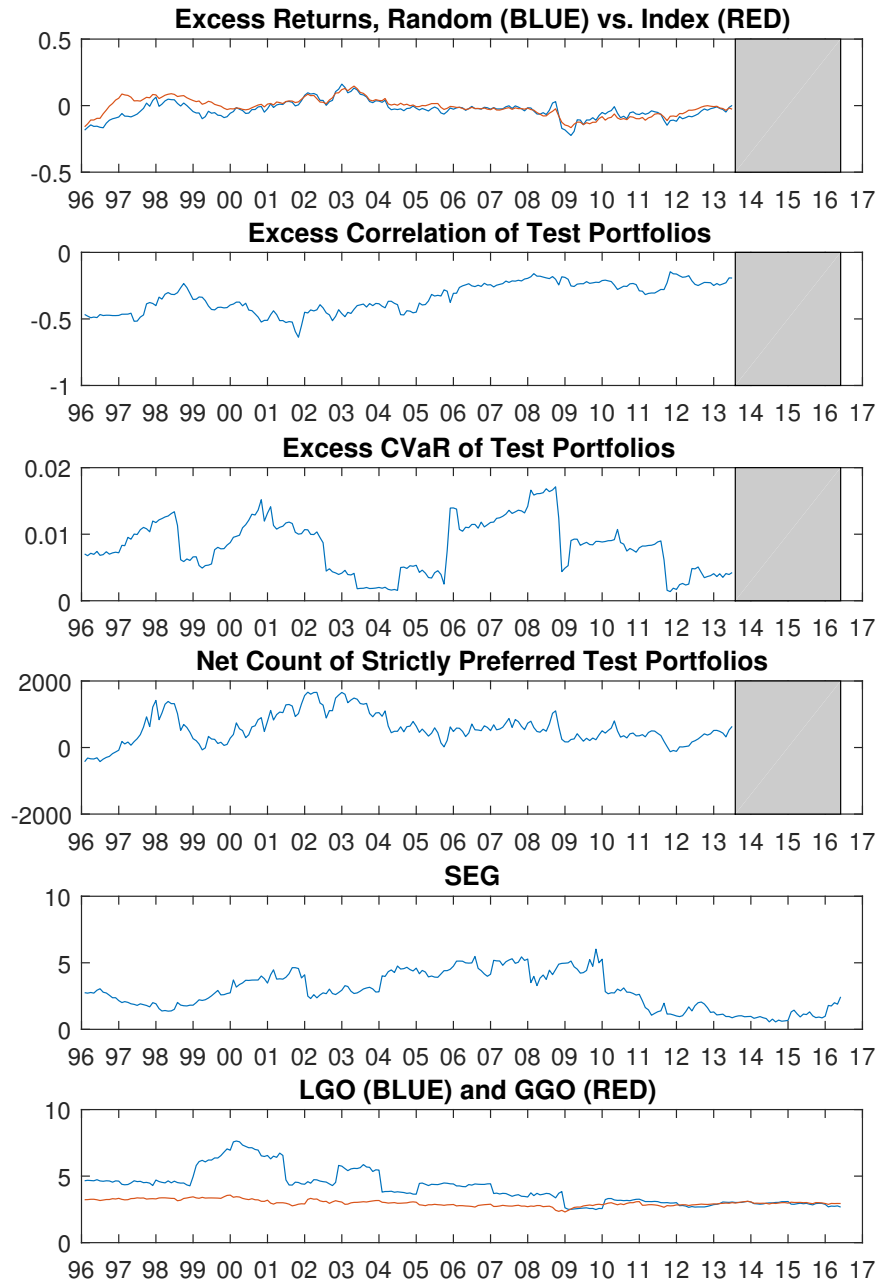 Excess Returns, Random (BLUE) vs. Index (RED)
0.5
0
-0.5
96 97 98 99 00 01 02 03 04 05 06 07 08 09 10 11 12 13 14 15 16 17
Excess Correlation of Test Portfolios
0
-0.5
-1
96 97 98 99 00 01 02 03 04 05 06 07 08 09 10 11 12 13 14 15 16 17
Excess CVaR of Test Portfolios
0.02
0.01
0
96 97 98 99 00 01 02 03 04 05 06 07 08 09 10 11 12 13 14 15 16 17
Net Count of Strictly Preferred Test Portfolios
2000
0
-2000
96 97 98 99 00 01 02 03 04 05 06 07 08 09 10 11 12 13 14 15 16 17
SEG
10
5
0
96 97 98 99 00 01 02 03 04 05 06 07 08 09 10 11 12 13 14 15 16 17
LGO (BLUE) and GGO (RED)
10
5
0
96 97 98 99 00 01 02 03 04 05 06 07 08 09 10 11 12 13 14 15 16 17